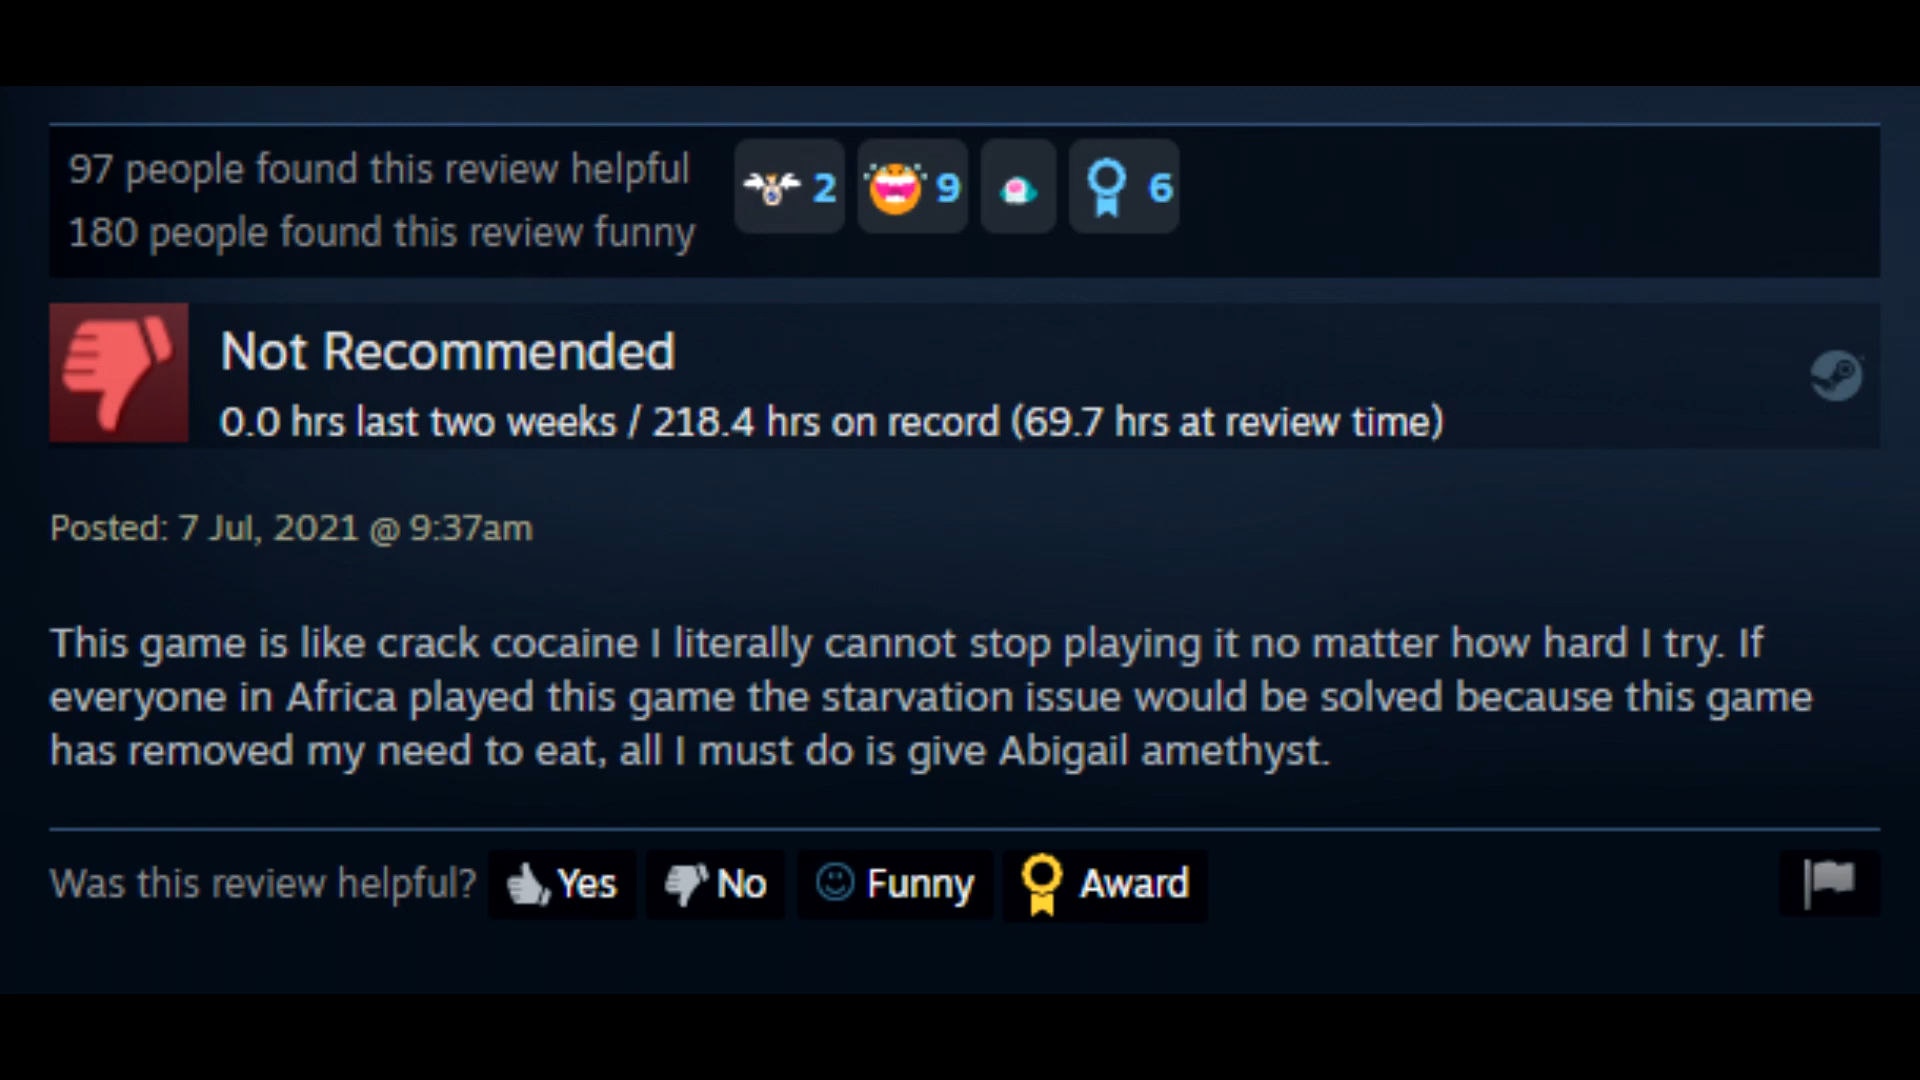 97 people found this review helpful
180 people found this review funny
2 9 6
Not Recommended
0.0 hrs last two weeks / 218.4 hrs on record (69.7 hrs at review time)
Posted: 7 Jul, 2021 @ 9:37am
This game is like crack cocaine I literally cannot stop playing it no matter how hard I try. If
everyone in Africa played this game the starvation issue would be solved because this game
has removed my need to eat, all I must do is give Abigail amethyst.
Was this review helpful? Yes No Funny Award